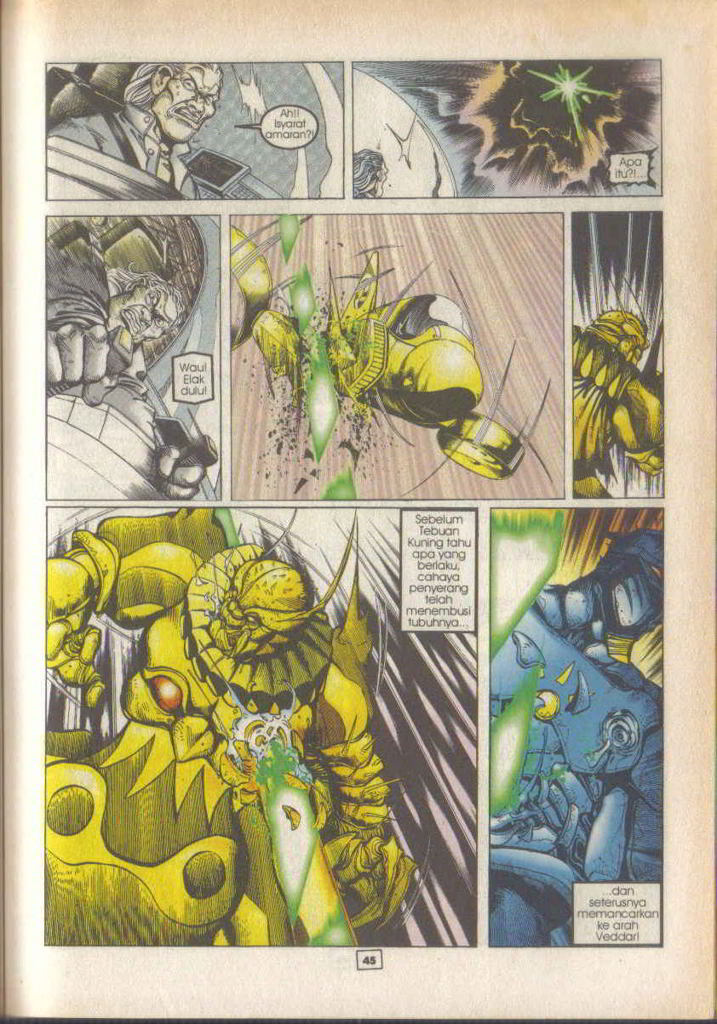 Ah!!
Isyarat
amaran?!
Apa
itu?!...
Wau!
Elak
dulu!
Sebelum
Tebuan
Kuning tahu
apa yang
berlaku,
cahaya
penyerang
telah
menembusi
tubuhnya...
...dan
seterusnya
memancarkan
ke arah
Veddar!
45